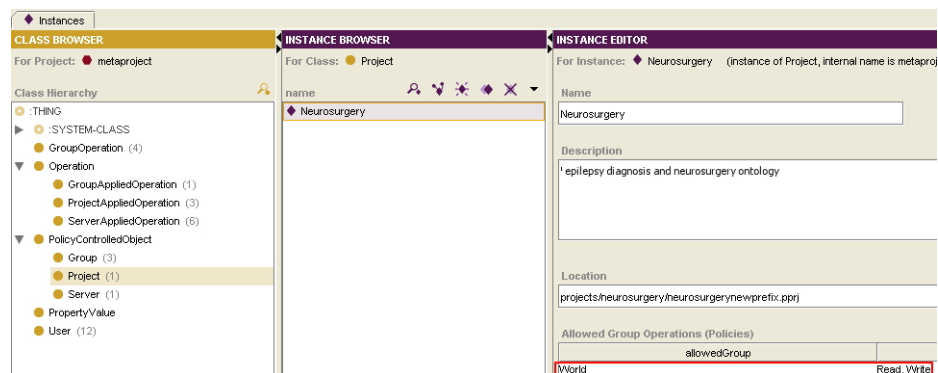 Instances
CLASS BROWSER
For Project: metaproject
Class Hierarchy
:THING
:SYSTEM-CLASS
GroupOperation (4)
Operation
GroupAppliedOperation (1)
ProjectAppliedOperation (3)
ServerAppliedOperation (6)
PolicyControlledObject
Group (3)
Project (1)
Server (1)
PropertyValue
User (12)
INSTANCE BROWSER
For Class: Project
name
Neurosurgery
INSTANCE EDITOR
For Instance: Neurosurgery (instance of Project, internal name is metaproj
Name
Neurosurgery
Description
' epilepsy diagnosis and neurosurgery ontology
Location
projects/neurosurgery/neurosurgerynewprefix.pprj
Allowed Group Operations (Policies)
allowedGroup
World Read, Write